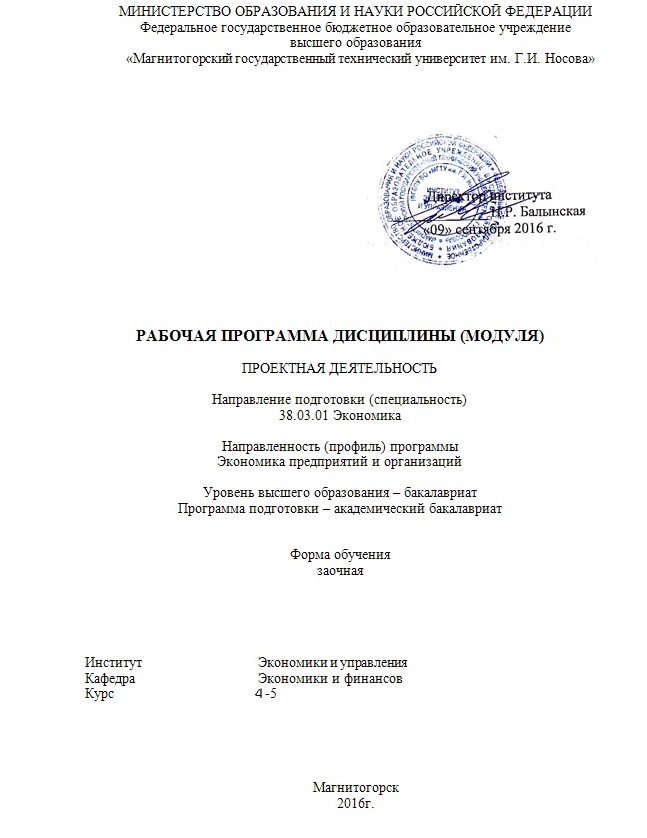 МИНИСТЕРСТВО ОБРАЗОВАНИЯ И НАУКИ РОССИЙСКОЙ ФЕДЕРАЦИИ
Федеральное государственное бюджетное образовательное учреждение
высшего образования
«Магнитогорский государственный технический университет им. Г.И. Носова»
Директор института
Н.Р. Балынская
«09» сентября 2016 г.
РАБОЧАЯ ПРОГРАММА ДИСЦИПЛИНЫ (МОДУЛЯ)
ПРОЕКТНАЯ ДЕЯТЕЛЬНОСТЬ
Направление подготовки (специальность)
38.03.01 Экономика
Направленность (профиль) программы
Экономика предприятий и организаций
Уровень высшего образования – бакалавриат
Программа подготовки – академический бакалавриат
Форма обучения
заочная
Институт Экономики и управления
Кафедра Экономики и финансов
Курс 4-5
Магнитогорск
2016г.